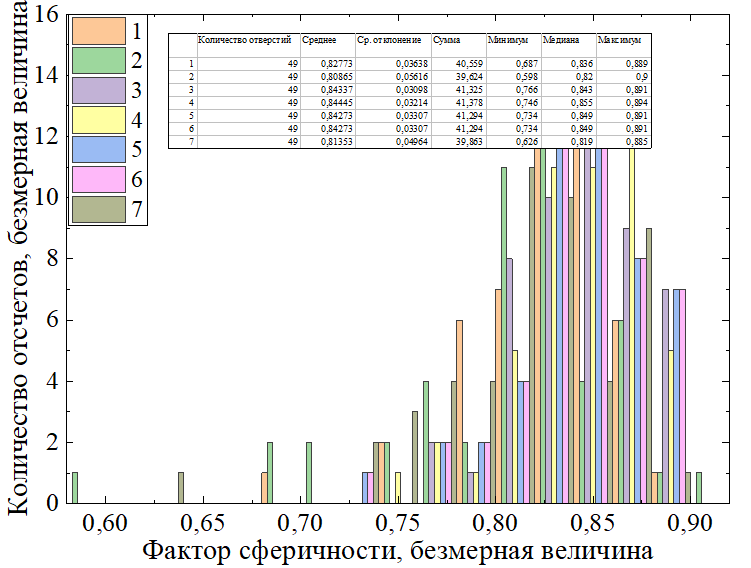 Количество отсчетов, безмерная величина
16
14
12
10
8
6
4
2
0
1
2
3
4
5
6
7
Количество отверстий Среднее Ср. отклонение Сумма Минимум Медиана Максимум
1 49 0,82773 0,03638 40,559 0,687 0,836 0,889
2 49 0,80865 0,05616 39,624 0,598 0,82 0,9
3 49 0,84337 0,03098 41,325 0,766 0,843 0,891
4 49 0,84445 0,03214 41,378 0,746 0,855 0,894
5 49 0,84273 0,03307 41,294 0,734 0,849 0,891
6 49 0,84273 0,03307 41,294 0,734 0,849 0,891
7 49 0,81353 0,04964 39,863 0,626 0,819 0,885
0,60 0,65 0,70 0,75 0,80 0,85 0,90
Фактор сферичности, безмерная величина